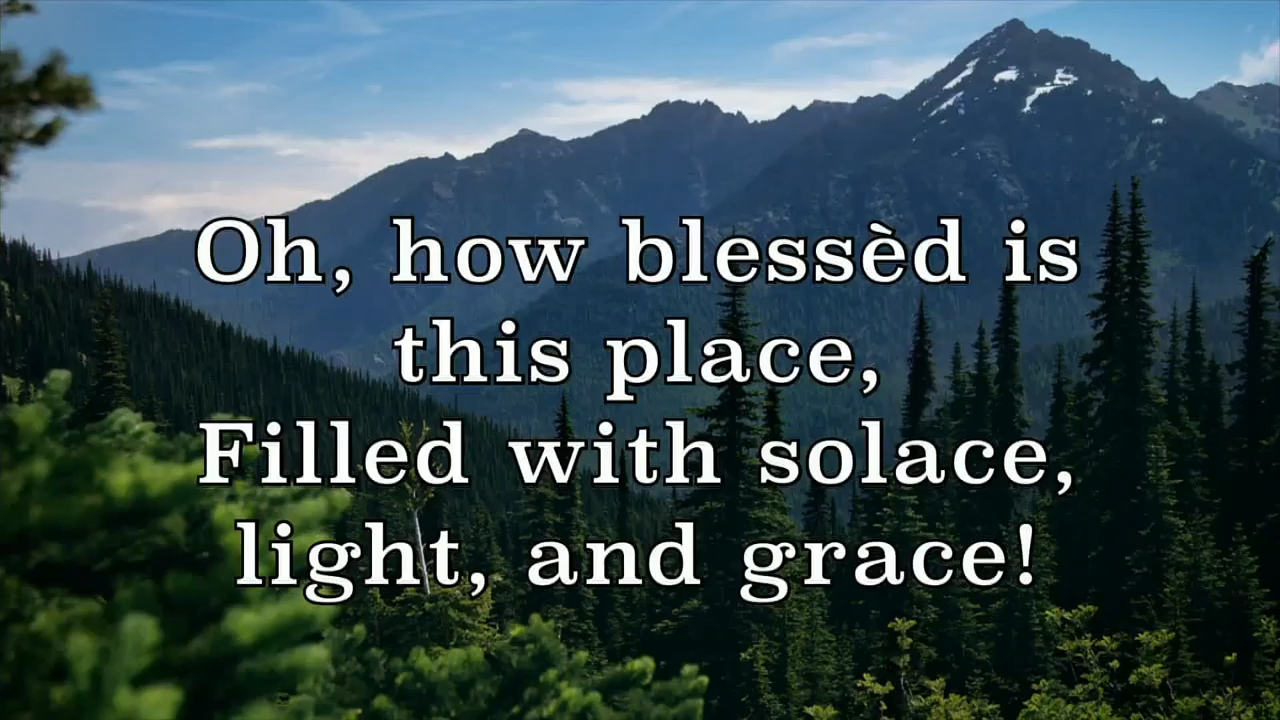 Oh, how blessèd is
this place,
Filled with solace,
light, and grace!